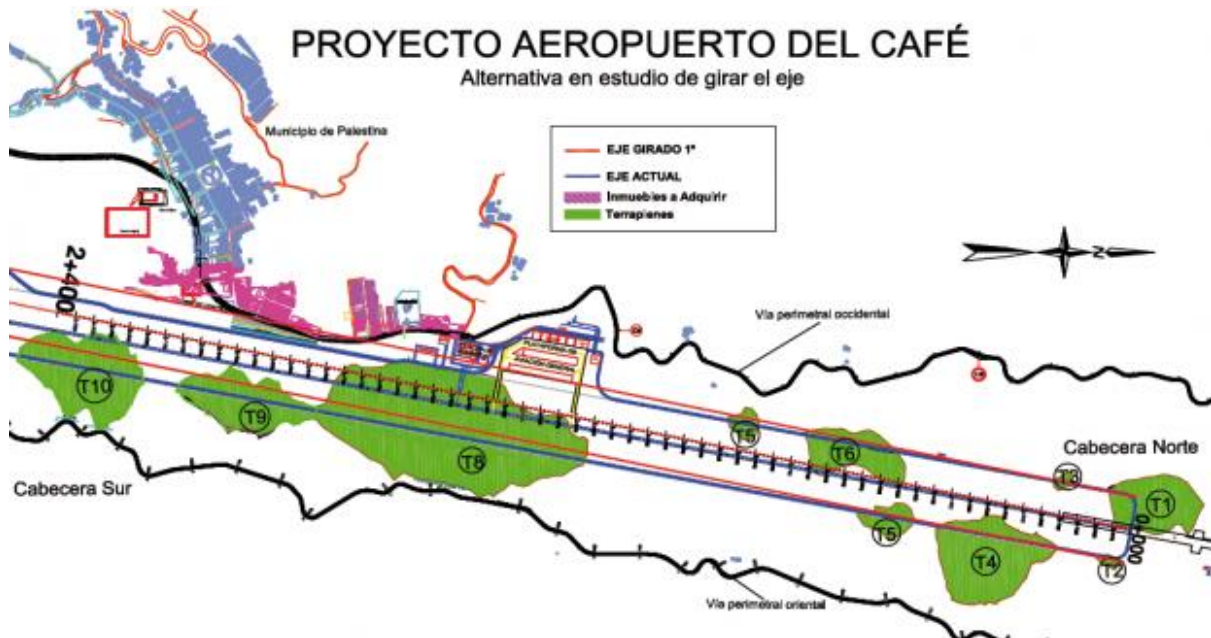 PROYECTO AEROPUERTO DEL CAFÉ
Alternativa en estudio de girar el eje
Municipio de Palestina
EJE GIRADO 1º
EJE ACTUAL
Inmuebles a Adquirir
Terraplenes
N
2+400
Vía perimetral occidental
T10
T9
T8
T5
T6
T3
Cabecera Norte
T1
0+000
Cabecera Sur
T5
T4
T2
Vía perimetral oriental